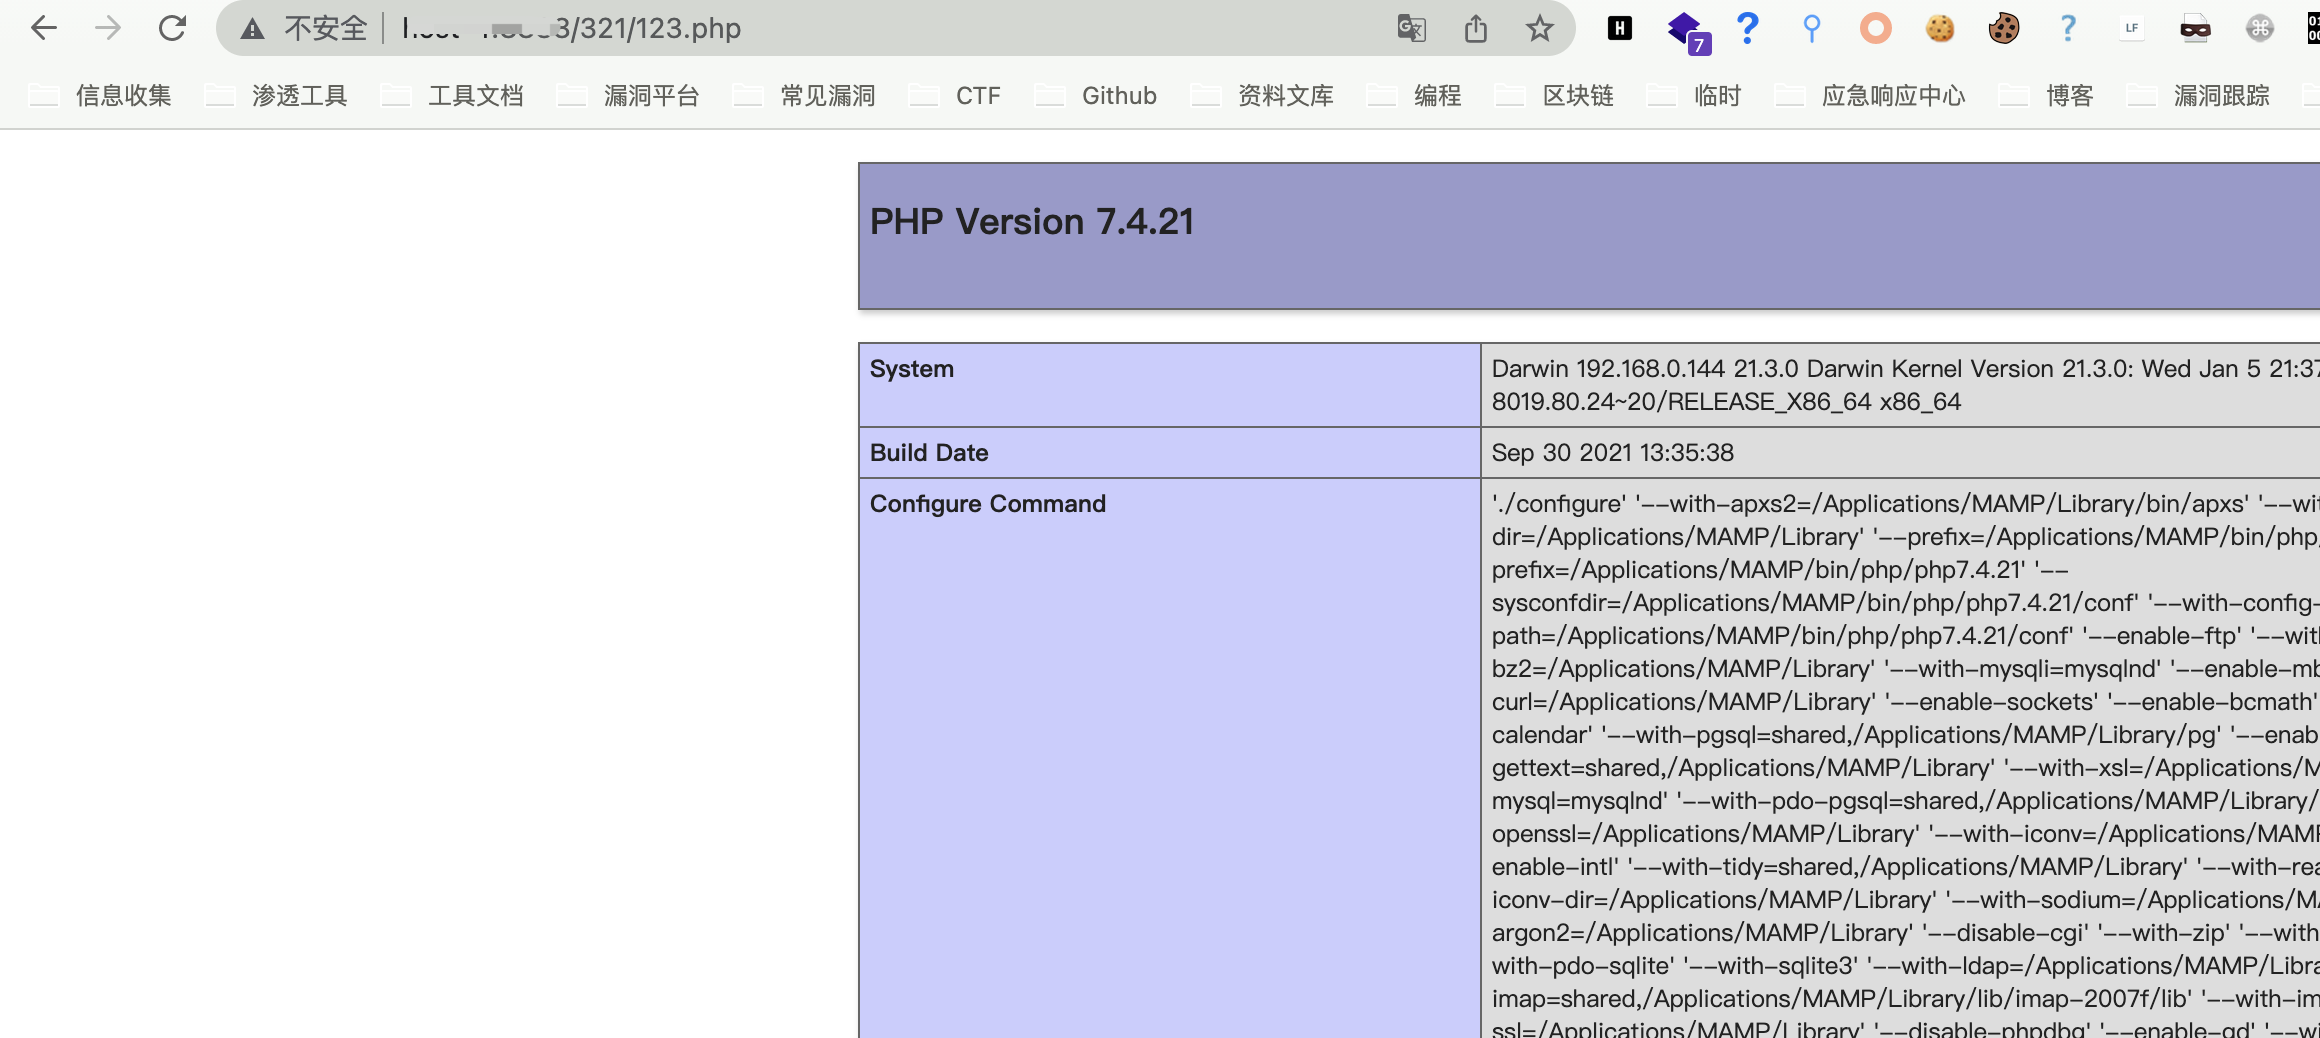 不安全 /321/123.php
7
LF
信息收集 渗透工具 工具文档 漏洞平台 常见漏洞 CTF Github 资料文库 编程 区块链 临时 应急响应中心 博客 漏洞跟踪
PHP Version 7.4.21
System
Darwin 192.168.0.144 21.3.0 Darwin Kernel Version 21.3.0: Wed Jan 5 21:37
8019.80.24~20/RELEASE_X86_64 x86_64
Build Date
Sep 30 2021 13:35:38
Configure Command
'./configure' '--with-apxs2=/Applications/MAMP/Library/bin/apxs' '--wit
dir=/Applications/MAMP/Library' '--prefix=/Applications/MAMP/bin/php/
prefix=/Applications/MAMP/bin/php/php7.4.21' '--
sysconfdir=/Applications/MAMP/bin/php/php7.4.21/conf' '--with-config-
path=/Applications/MAMP/bin/php/php7.4.21/conf' '--enable-ftp' '--with
bz2=/Applications/MAMP/Library' '--with-mysqli=mysqlnd' '--enable-mb
curl=/Applications/MAMP/Library' '--enable-sockets' '--enable-bcmath'
calendar' '--with-pgsql=shared,/Applications/MAMP/Library/pg' '--enab
gettext=shared,/Applications/MAMP/Library' '--with-xsl=/Applications/M
mysql=mysqlnd' '--with-pdo-pgsql=shared,/Applications/MAMP/Library/
openssl=/Applications/MAMP/Library' '--with-iconv=/Applications/MAMP
enable-intl' '--with-tidy=shared,/Applications/MAMP/Library' '--with-rea
iconv-dir=/Applications/MAMP/Library' '--with-sodium=/Applications/MA
argon2=/Applications/MAMP/Library' '--disable-cgi' '--with-zip' '--with
with-pdo-sqlite' '--with-sqlite3' '--with-ldap=/Applications/MAMP/Libra
imap=shared,/Applications/MAMP/Library/lib/imap-2007f/lib' '--with-im
ssl=/Applications/MAMP/Library' '--disable-phpdbg' '--enable-gd' '--wi